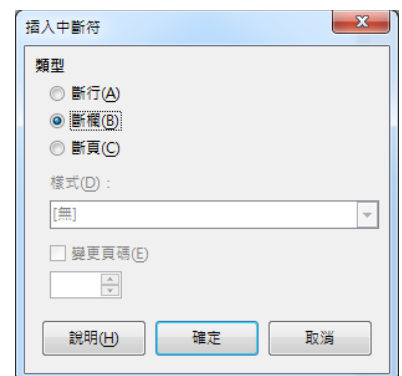 插入中斷符
類型
斷行(A)
斷欄(B)
斷頁(C)
樣式(D)：
[無]
變更頁碼(E)
說明(H) 確定 取消